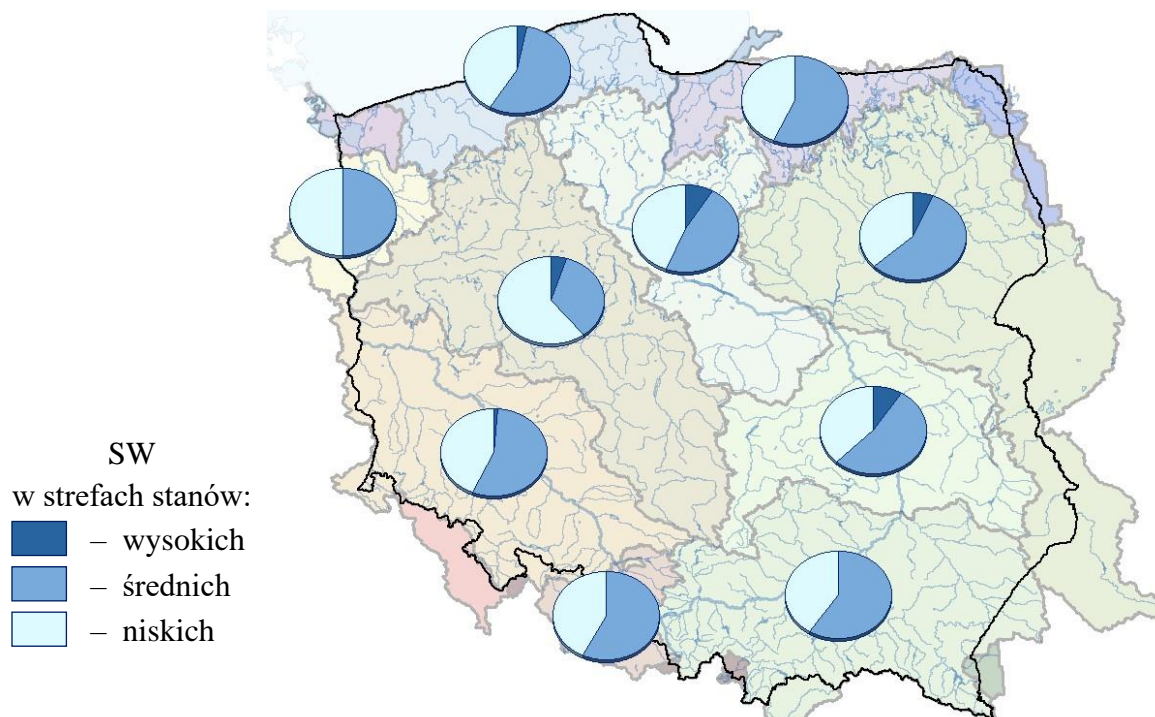 SW
w strefach stanów:
– wysokich
– średnich
– niskich